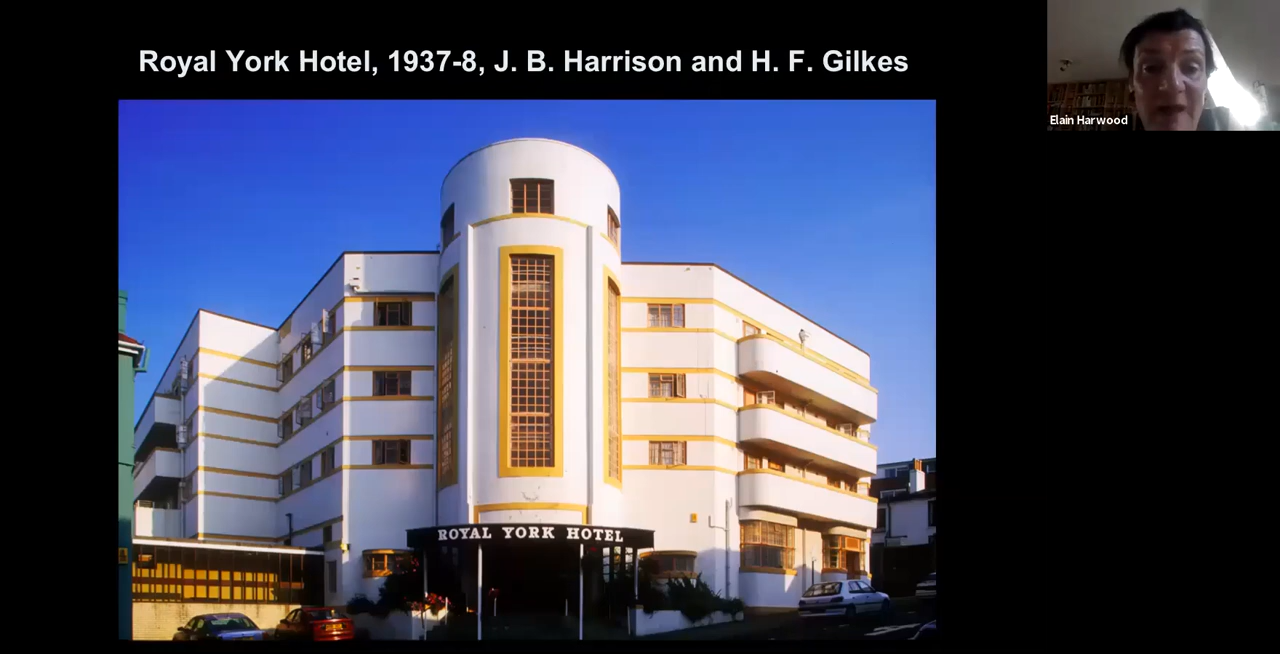 Royal York Hotel, 1937-8, J. B. Harrison and H. F. Gilkes
Elain Harwood
ROYAL YORK HOTEL